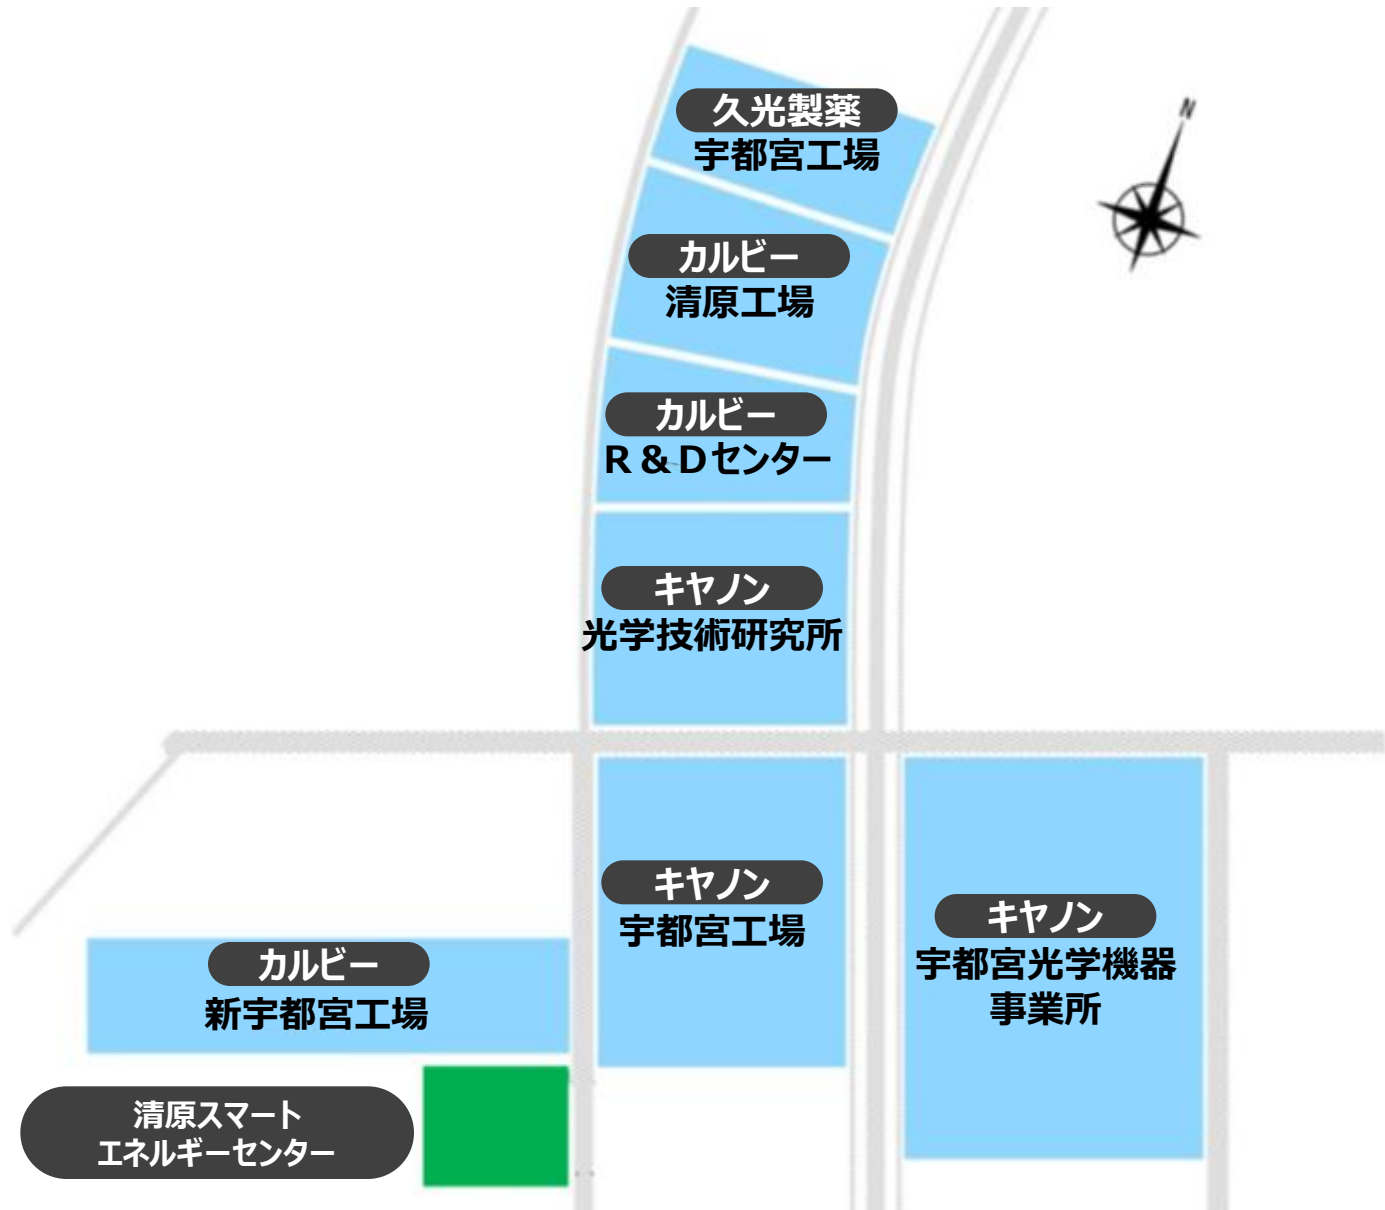 久光製薬
宇都宮工場
N
カルビー
清原工場
カルビー
R&Dセンター
キヤノン
光学技術研究所
キヤノン
宇都宮工場
キヤノン
宇都宮光学機器
事業所
カルビー
新宇都宮工場
清原スマート
エネルギーセンター